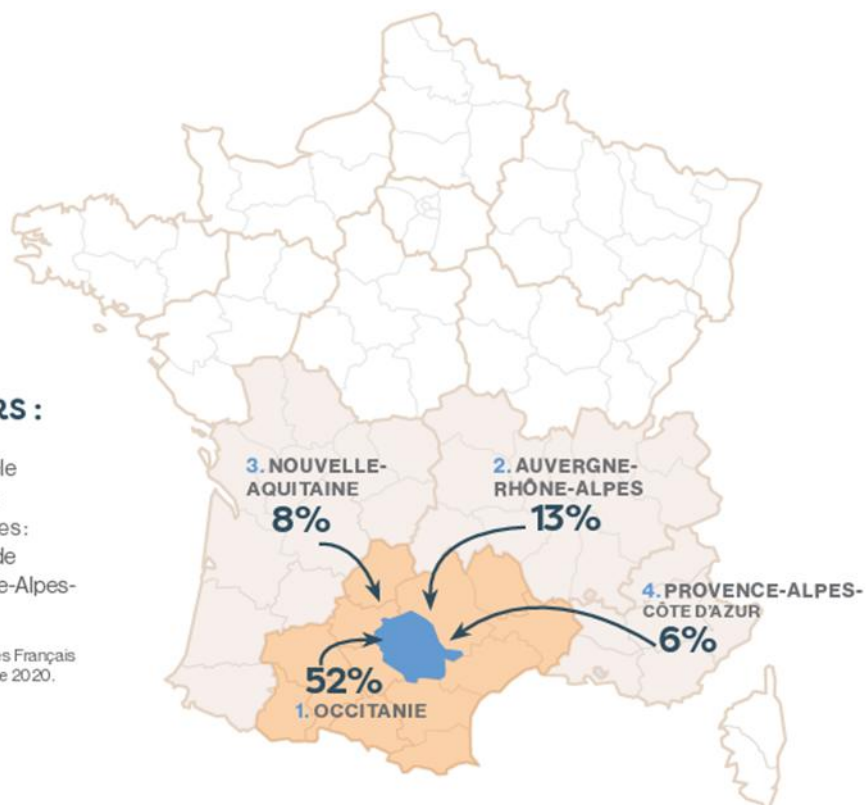 RS :
le
es :
de
e-Alpes-
es Français
e 2020.
3. NOUVELLE-
AQUITAINE
8%
2. AUVERGNE-
RHÔNE-ALPES
13%
4. PROVENCE-ALPES-
CÔTE D'AZUR
6%
52%
1. OCCITANIE